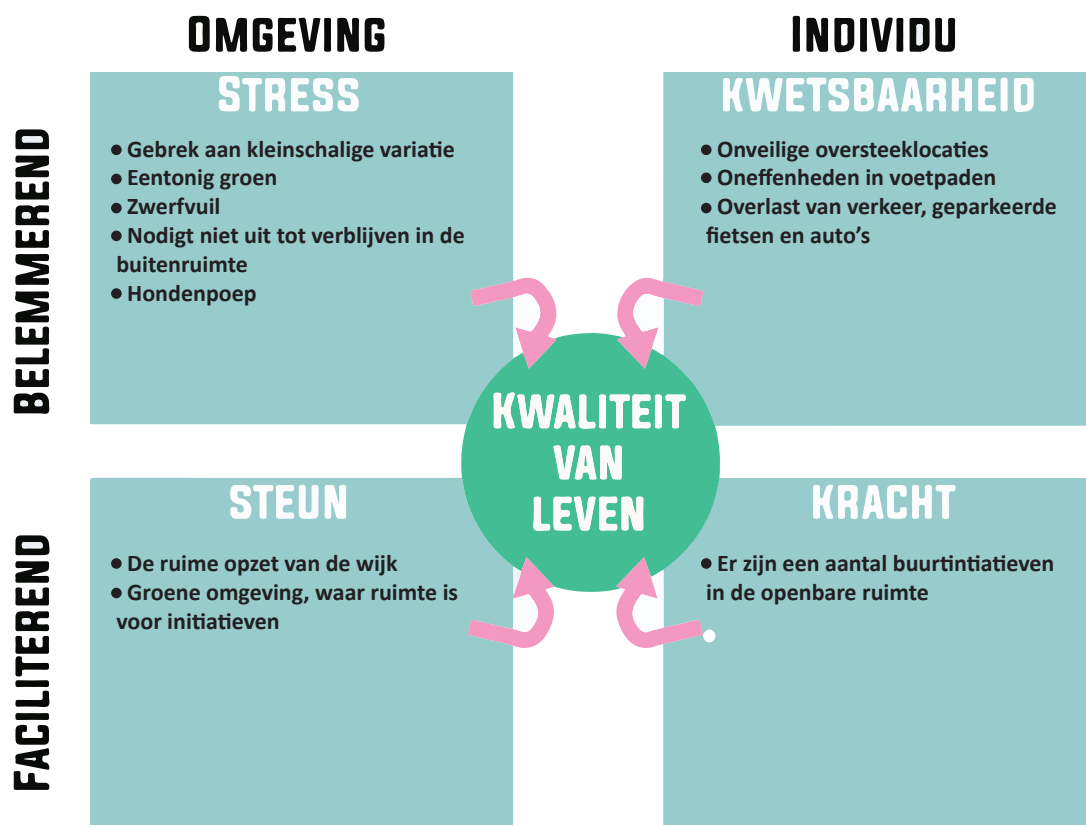 OMGEVING
INDIVIDU
BELEMMEREND
STRESS
• Gebrek aan kleinschalige variatie
• Eentonig groen
• Zwerfvuil
• Nodigt niet uit tot verblijven in de
buitenruimte
• Hondenpoep
KWETSBAARHEID
• Onveilige oversteeklocaties
• Oneffenheden in voetpaden
• Overlast van verkeer, geparkeerde
fietsen en auto's
KWALITEIT
VAN
LEVEN
FACILITEREND
STEUN
• De ruime opzet van de wijk
• Groene omgeving, waar ruimte is
voor initiatieven
KRACHT
• Er zijn een aantal buurtintiatieven
in de openbare ruimte